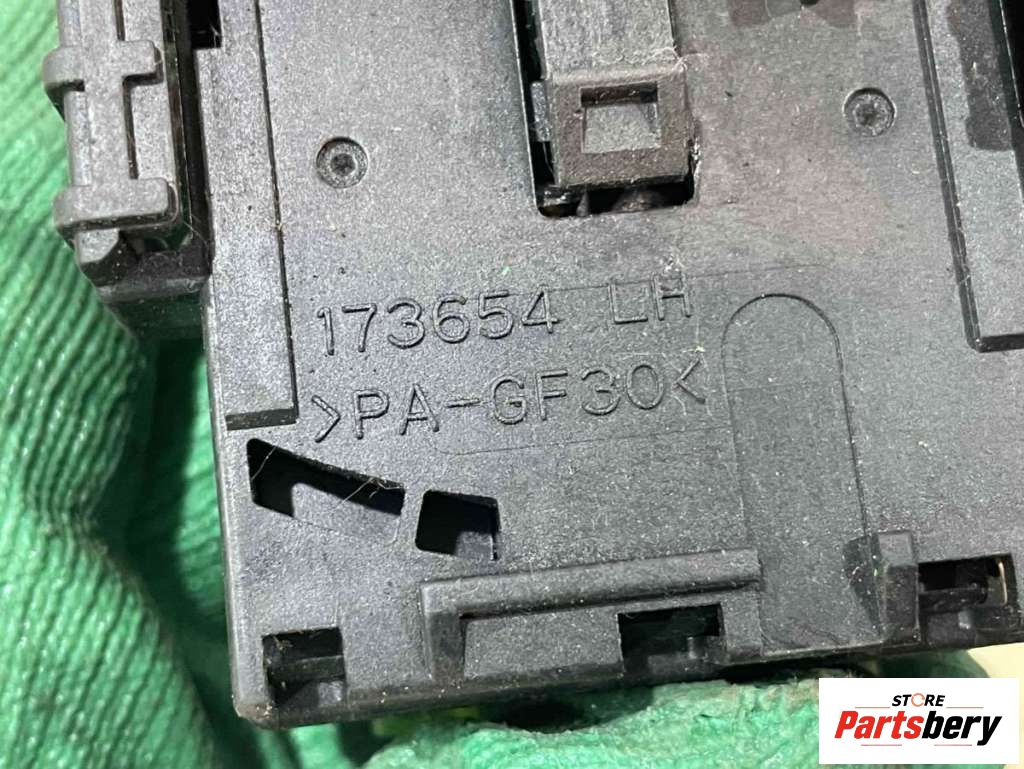 173654 LH
>PA-GF30<
STORE
Partsbery